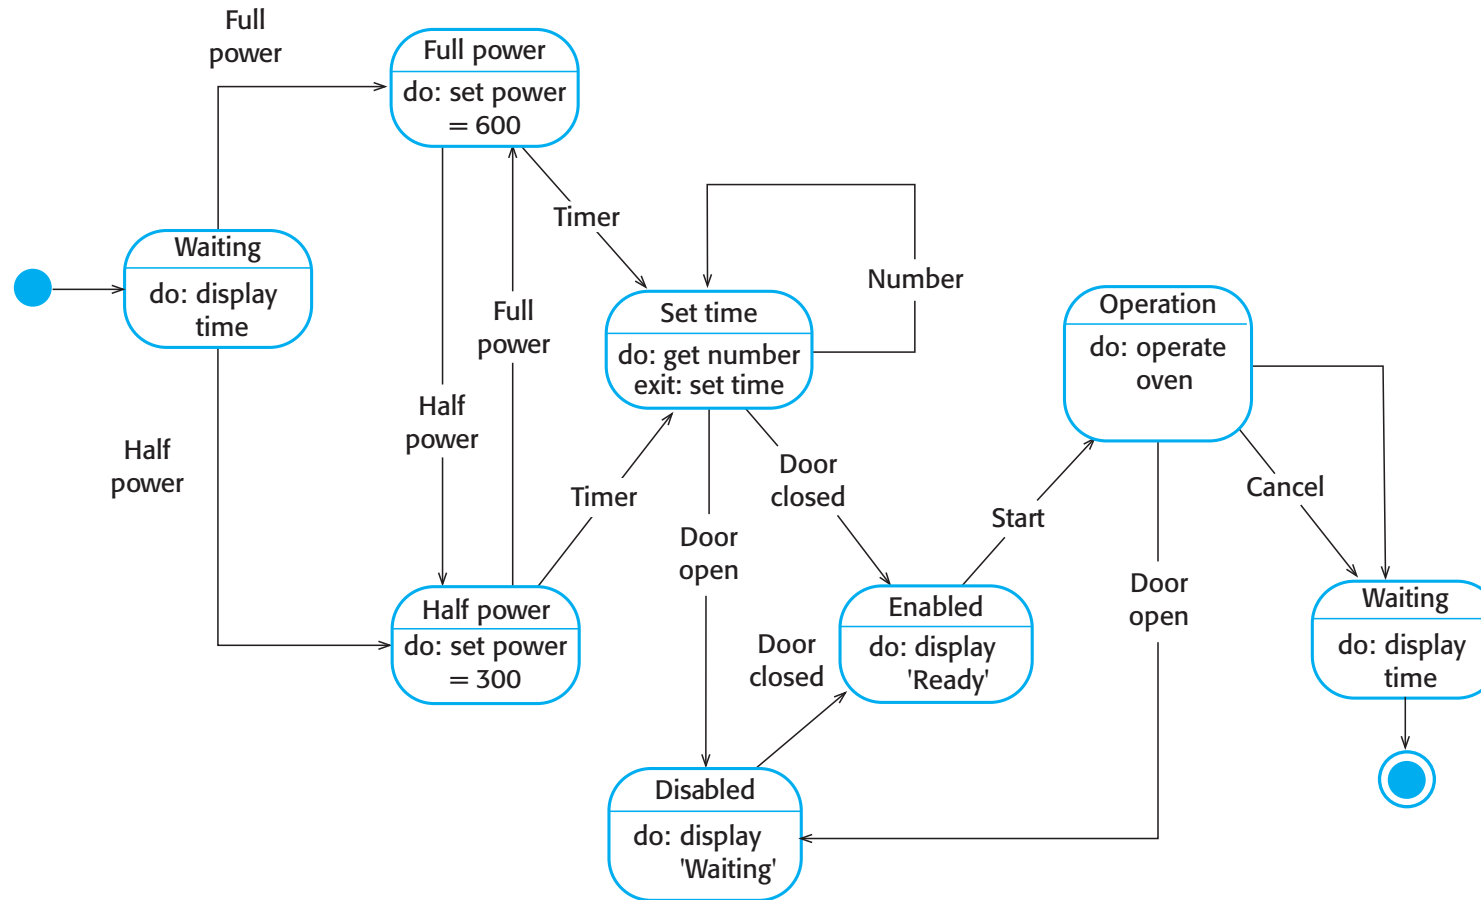 Full
power
Full power
do: set power
= 600
Timer
Waiting
do: display
time
Number
Full
power
Set time
do: get number
exit: set time
Operation
do: operate
oven
Half
power
Half
power
Door
closed
Cancel
Timer
Start
Door
open
Door
open
Half power
do: set power
= 300
Enabled
do: display
'Ready'
Waiting
do: display
time
Door
closed
Disabled
do: display
'Waiting'